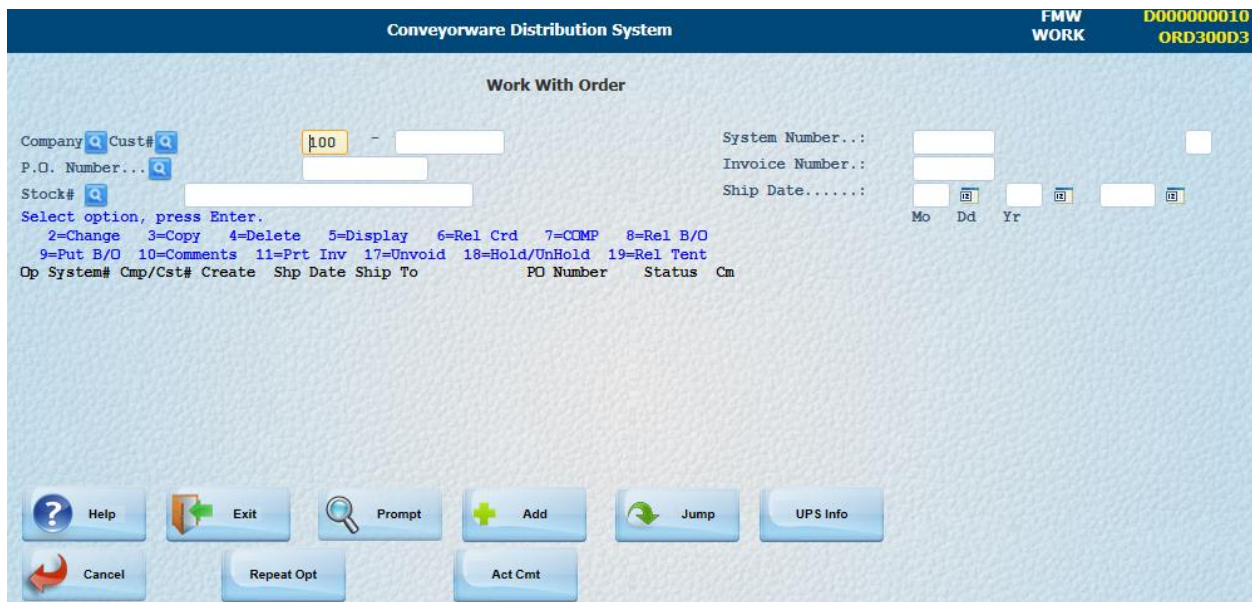 Conveyorware Distribution System FMW D000000010
WORK ORD300D3
Work With Order
Company Cust# 100 - System Number..:
P.O. Number... Invoice Number.:
Stock# Ship Date......:
Select option, press Enter. Mo Dd Yr
2=Change 3=Copy 4=Delete 5=Display 6=Rel Crd 7=COMP 8=Rel B/O
9=Put B/O 10=Comments 11=Prt Inv 17=Unvoid 18=Hold/UnHold 19=Rel Tent
Op System# Cmp/Cst# Create Shp Date Ship To PO Number Status Cm
Help Exit Prompt Add Jump UPS Info
Cancel Repeat Opt Act Cmt